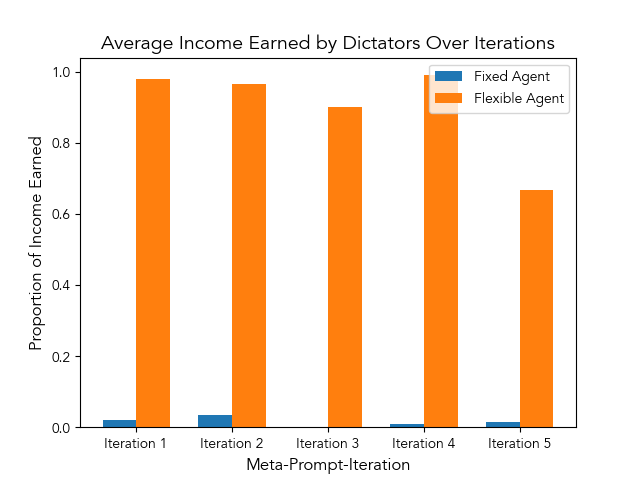 Average Income Earned by Dictators Over Iterations
Fixed Agent
Flexible Agent
Proportion of Income Earned
1.0
0.8
0.6
0.4
0.2
0.0
Iteration 1 Iteration 2 Iteration 3 Iteration 4 Iteration 5
Meta-Prompt-Iteration